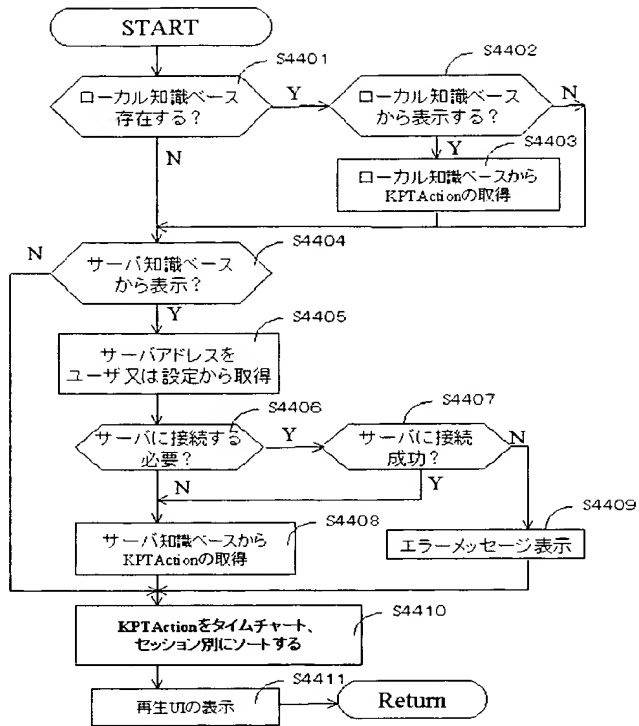 START
S4401
ローカル知識ベース
存在する？
Y
S4402
ローカル知識ベース
から表示する？
N
N
Y
S4403
ローカル知識ベースから
KPTActionの取得
S4404
N
サーバ知識ベース
から表示？
Y
S4405
サーバアドレスを
ユーザ又は設定から取得
S4406
サーバに接続する
必要？
Y
S4407
サーバに接続
成功？
N
N
Y
S4408
サーバ知識ベースから
KPTActionの取得
S4409
エラーメッセージ表示
S4410
KPTActionをタイムチャート、
セッション別にソートする
S4411
再生UIの表示
Return